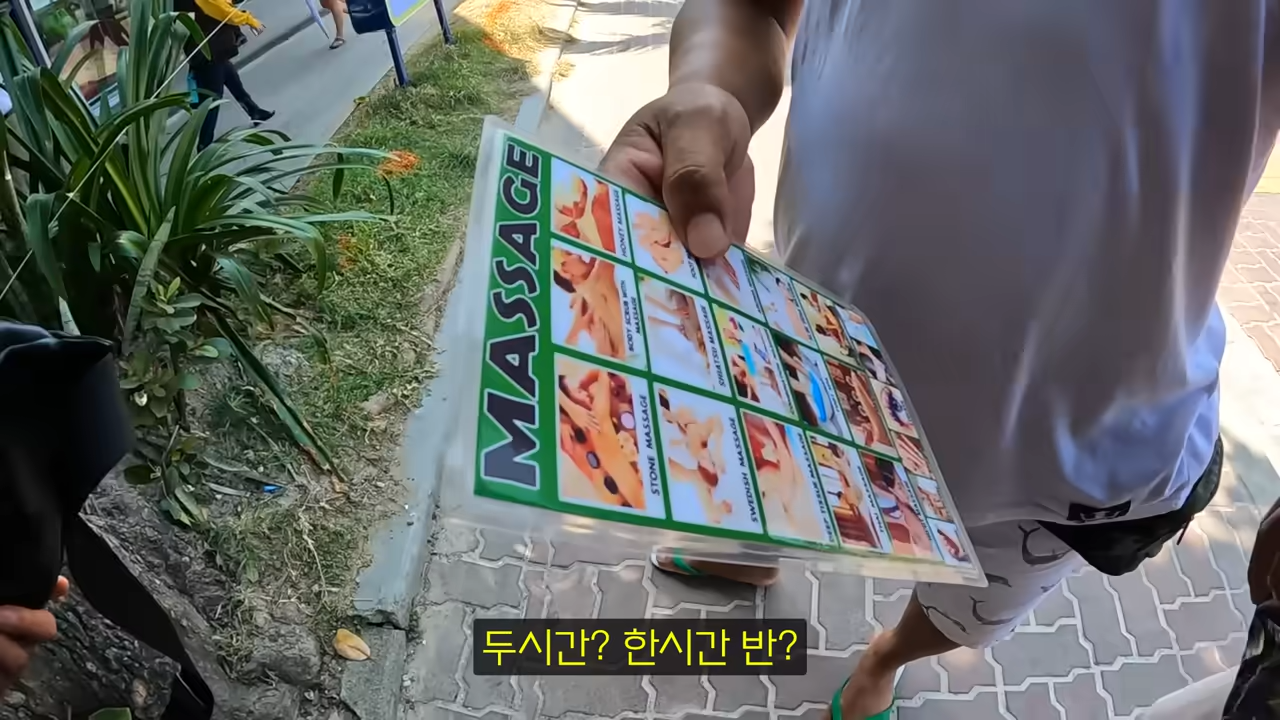 MASSAGE
HONEY MASSAGE
BODY SCRUB WITH
MASSAGE
SHIATSU MASSAGE
STONE MASSAGE
SWEDISH MASSAGE
두시간? 한시간 반?